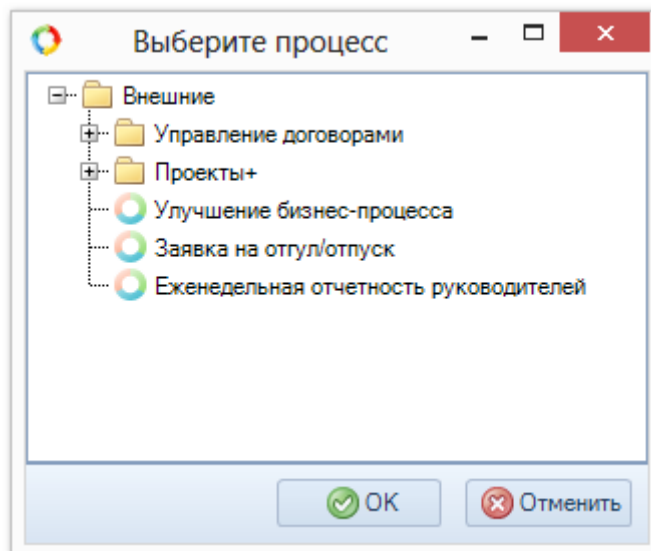 Выберите процесс
Внешние
Управление договорами
Проекты+
Улучшение бизнес-процесса
Заявка на отгул/отпуск
Еженедельная отчетность руководителей
OK
Отменить